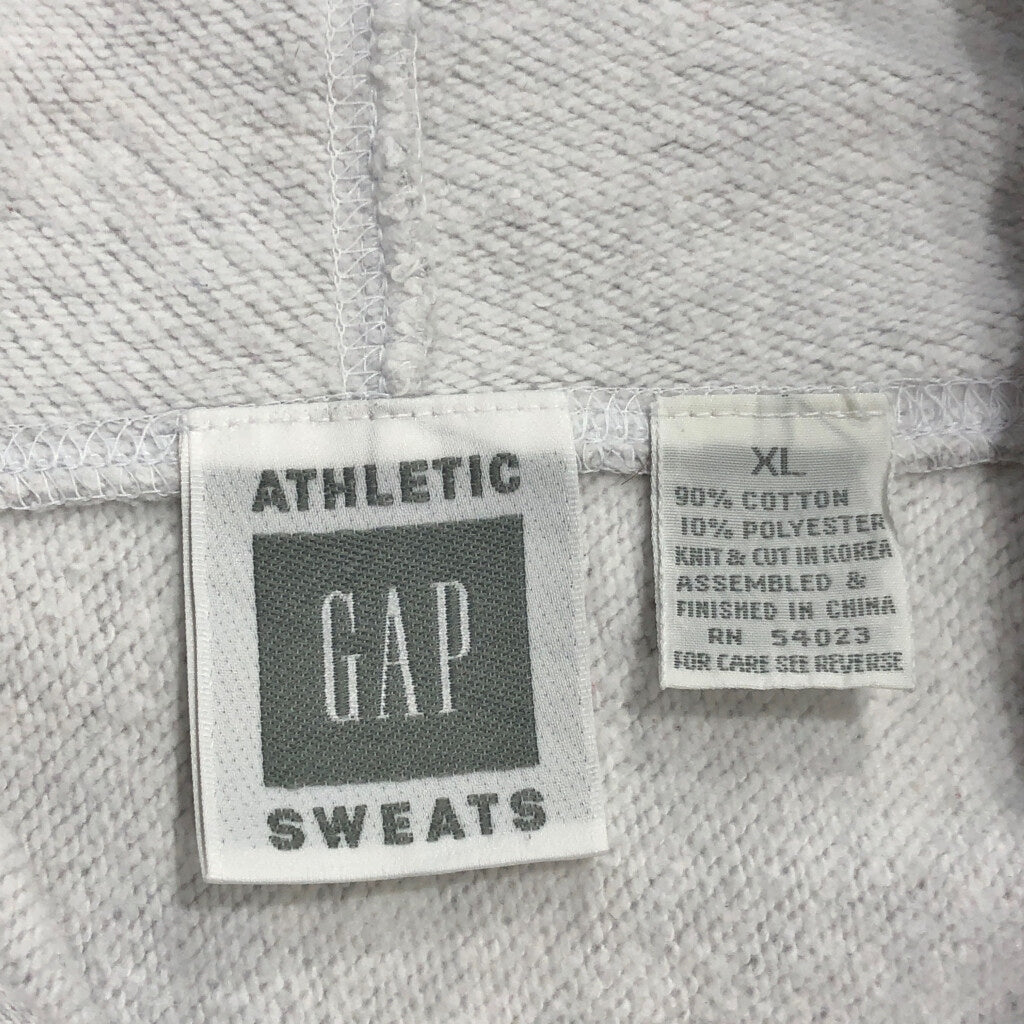 ATHLETIC
GAP
SWEATS
XL
90% COTTON
10% POLYESTER
KNIT & CUT IN KOREA
ASSEMBLED &
FINISHED IN CHINA
RN 54023
FOR CARE SEE REVERSE